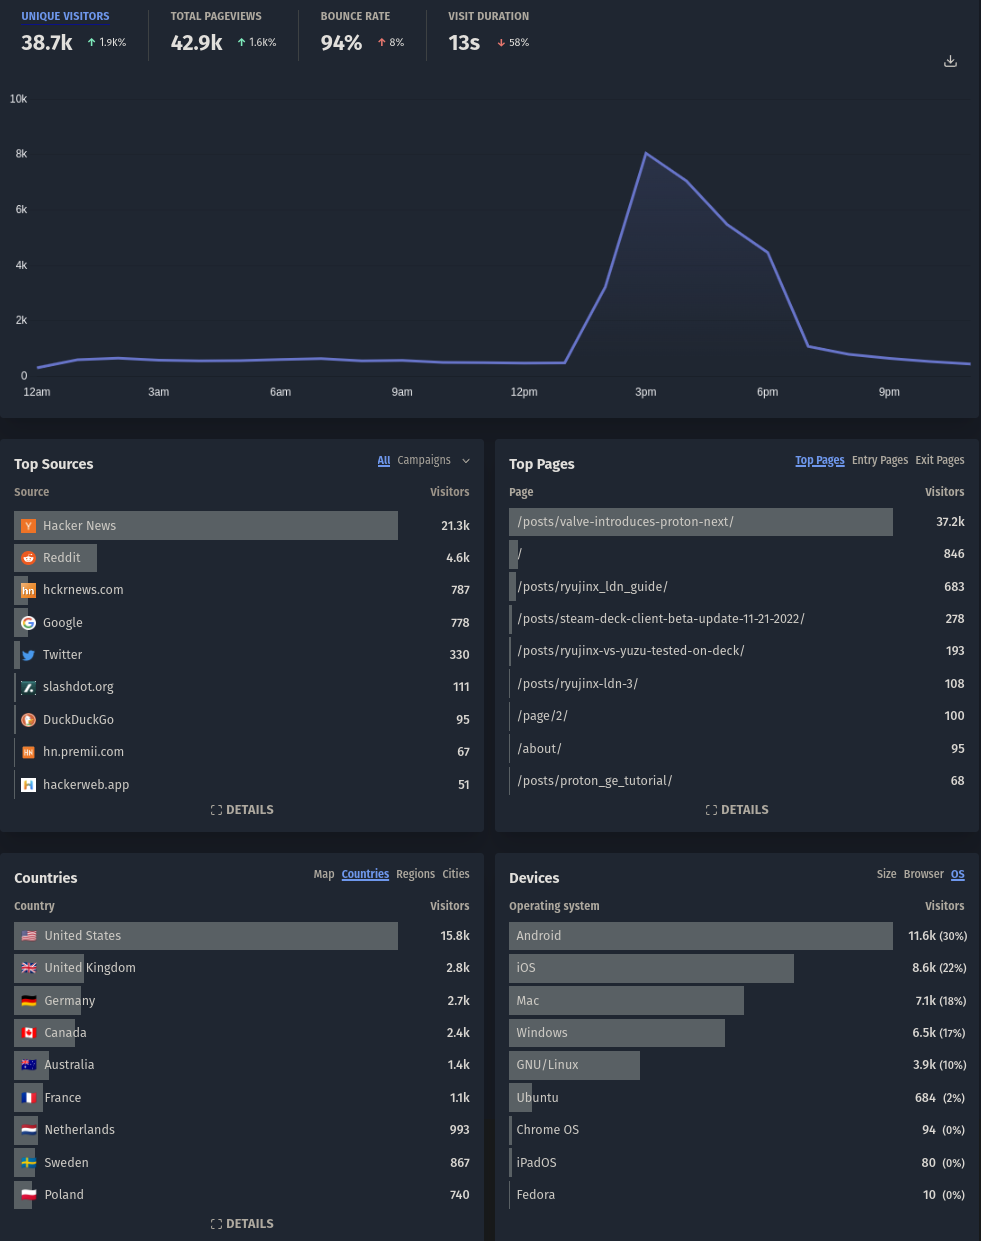 UNIQUE VISITORS TOTAL PAGEVIEWS BOUNCE RATE VISIT DURATION
38.7k ↑ 1.9k% 42.9k ↑ 1.6k% 94% ↑ 8% 13s ↓ 58%
10k
8k
6k
4k
2k
0
12am 3am 6am 9am 12pm 3pm 6pm 9pm
Top Sources All Campaigns
Source Visitors
Hacker News 21.3k
Reddit 4.6k
hn hckrnews.com 787
Google 778
Twitter 330
slashdot.org 111
DuckDuckGo 95
hn.premii.com 67
hackerweb.app 51
DETAILS
Top Pages Top Pages Entry Pages Exit Pages
Page Visitors
/posts/valve-introduces-proton-next/ 37.2k
/ 846
/posts/ryujinx_ldn_guide/ 683
/posts/steam-deck-client-beta-update-11-21-2022/ 278
/posts/ryujinx-vs-yuzu-tested-on-deck/ 193
/posts/ryujinx-ldn-3/ 108
/page/2/ 100
/about/ 95
/posts/proton_ge_tutorial/ 68
DETAILS
Countries Map Countries Regions Cities
Country Visitors
United States 15.8k
United Kingdom 2.8k
Germany 2.7k
Canada 2.4k
Australia 1.4k
France 1.1k
Netherlands 993
Sweden 867
Poland 740
DETAILS
Devices Size Browser OS
Operating system Visitors
Android 11.6k (30%)
iOS 8.6k (22%)
Mac 7.1k (18%)
Windows 6.5k (17%)
GNU/Linux 3.9k (10%)
Ubuntu 684 (2%)
Chrome OS 94 (0%)
iPadOS 80 (0%)
Fedora 10 (0%)